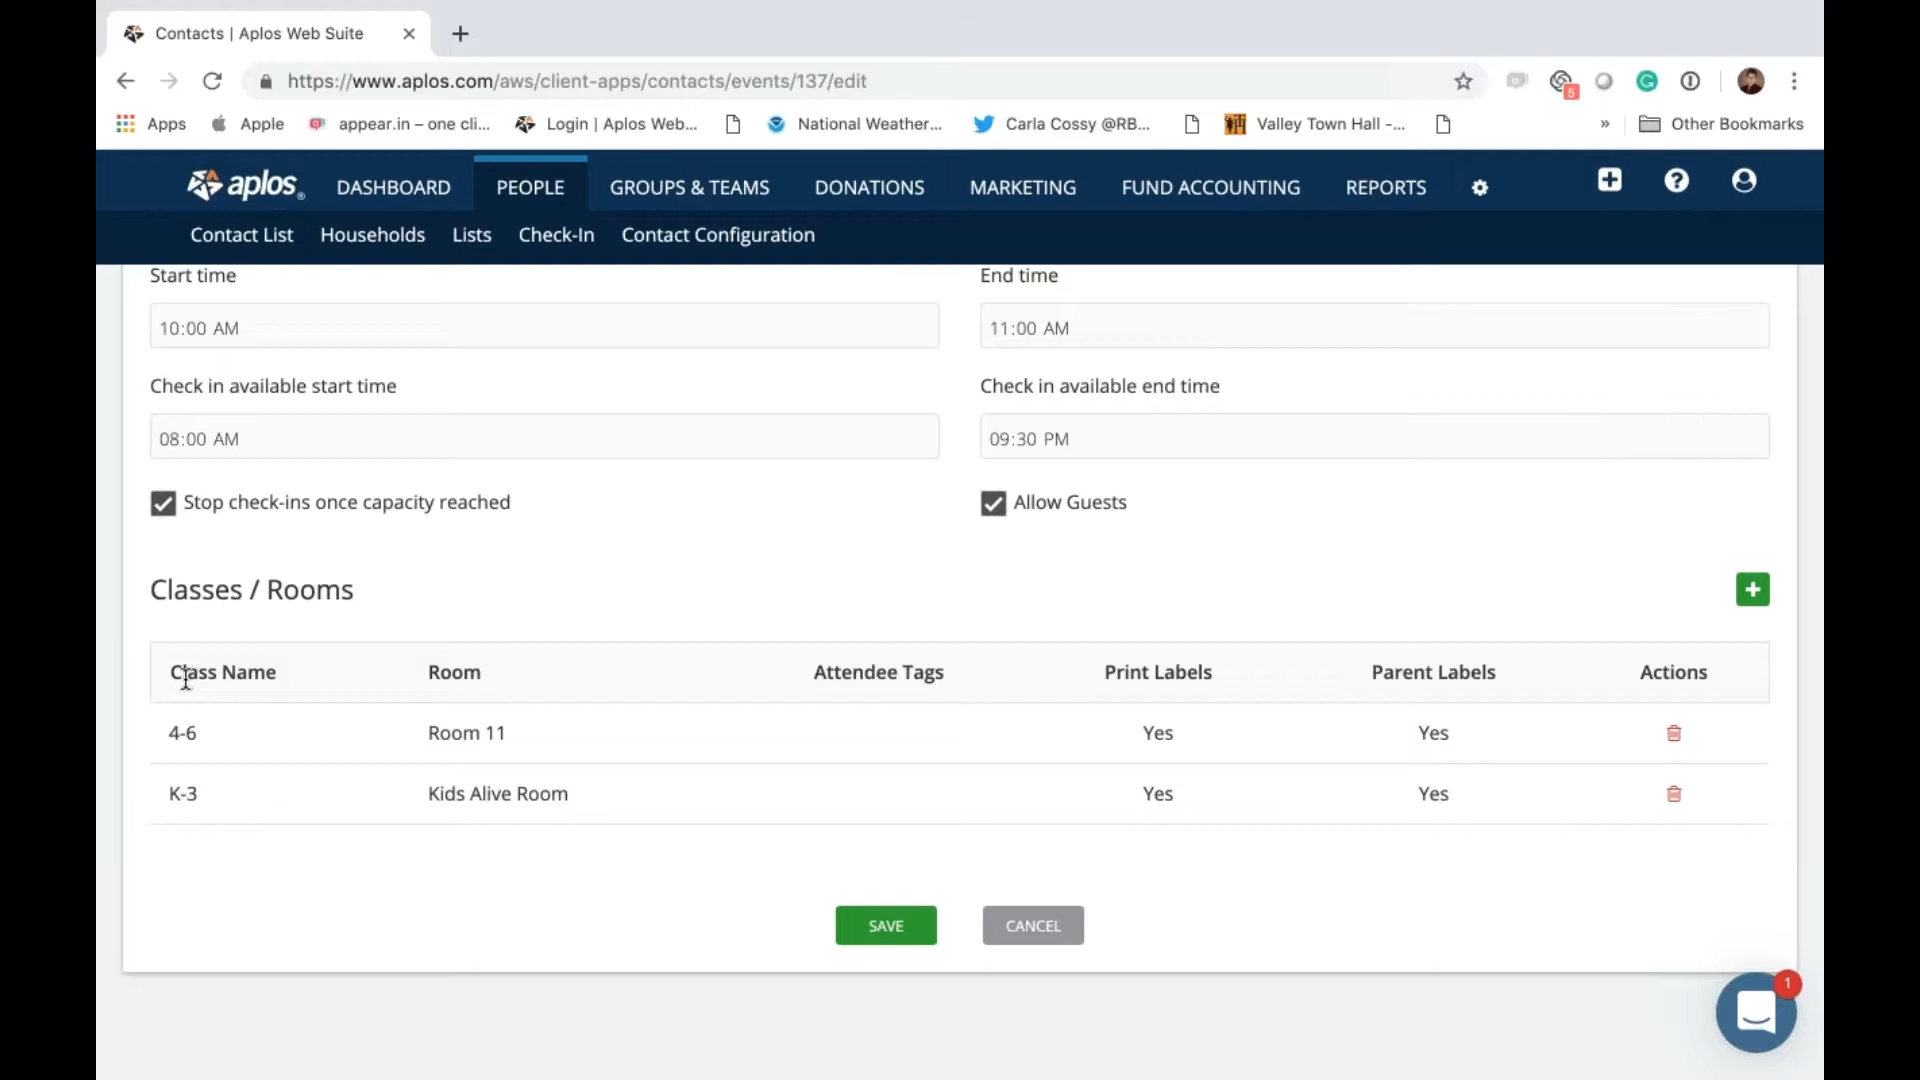 Contacts | Aplos Web Suite
https://www.aplos.com/aws/client-apps/contacts/events/137/edit
5
Apps Apple appear.in – one cli... Login | Aplos Web... National Weather... Carla Cossy @RB... Valley Town Hall -... » Other Bookmarks
aplos DASHBOARD PEOPLE GROUPS & TEAMS DONATIONS MARKETING FUND ACCOUNTING REPORTS
Contact List Households Lists Check-In Contact Configuration
Start time End time
10:00 AM 11:00 AM
Check in available start time Check in available end time
08:00 AM 09:30 PM
Stop check-ins once capacity reached Allow Guests
Classes / Rooms
Class Name Room Attendee Tags Print Labels Parent Labels Actions
4-6 Room 11 Yes Yes
K-3 Kids Alive Room Yes Yes
SAVE CANCEL
1